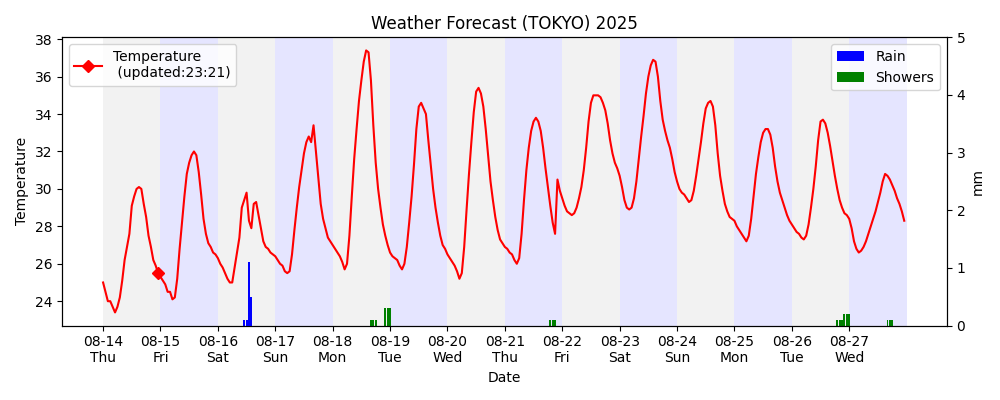 Weather Forecast (TOKYO) 2025
Temperature
(updated:23:21)
Rain
Showers
Temperature
38
36
34
32
30
28
26
24
5
4
3
2
1
0
mm
08-14 08-15 08-16 08-17 08-18 08-19 08-20 08-21 08-22 08-23 08-24 08-25 08-26 08-27
Thu Fri Sat Sun Mon Tue Wed Thu Fri Sat Sun Mon Tue Wed
Date